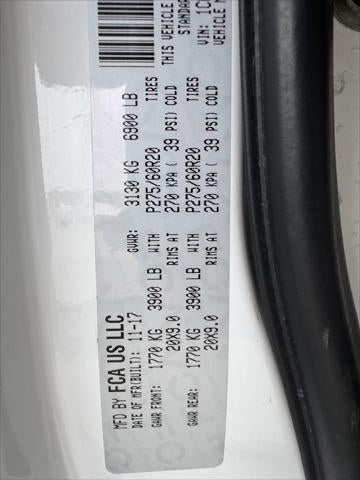 MFD BY FCA US LLC
DATE OF MFR(BUILT): 11-17 GVWR: 3130 KG 6900 LB
GAWR FRONT: 1770 KG 3900 LB WITH P275/60R20 TIRES
20X9.0 RIMS AT 270 KPA ( 39 PSI) COLD
GAWR REAR: 1770 KG 3900 LB WITH P275/60R20 TIRES
20X9.0 RIMS AT 270 KPA ( 39 PSI) COLD
THIS VEHICLE
STANDAR
VIN: 1C
VEHICLE M